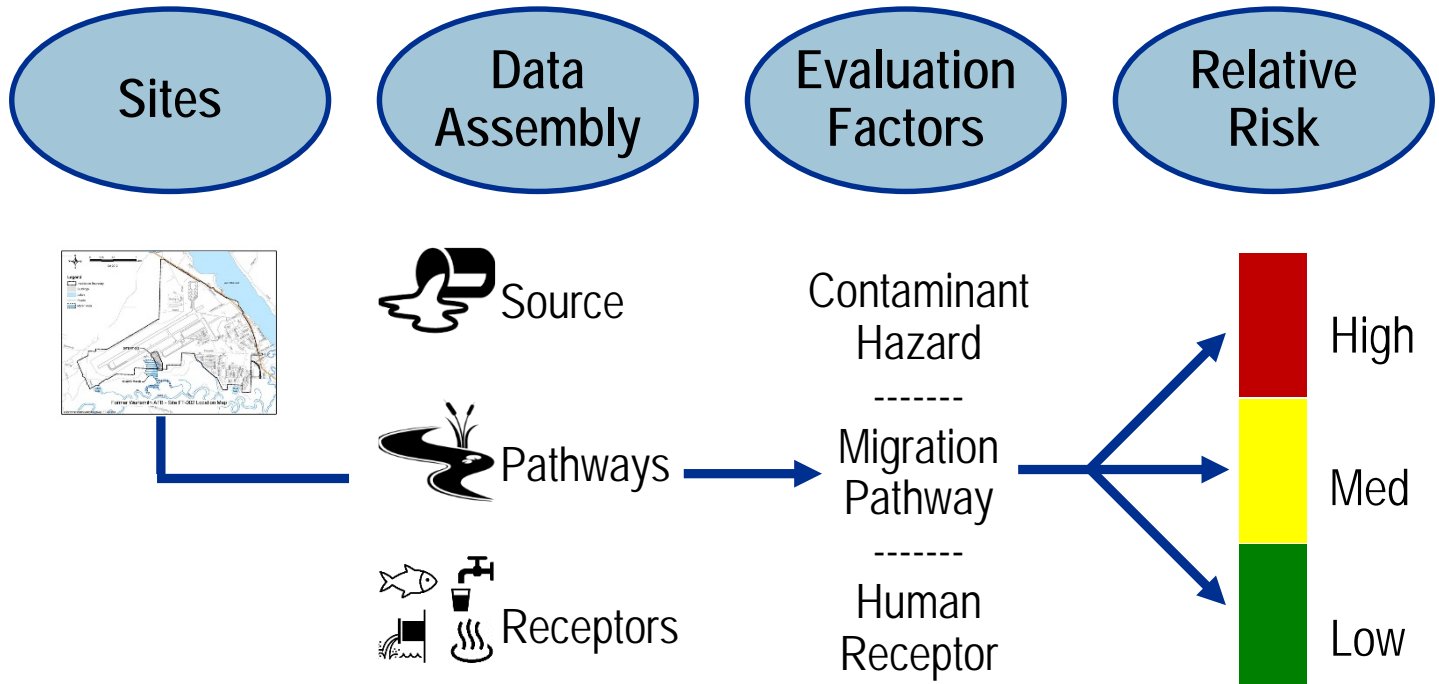 Sites
Data
Assembly
Evaluation
Factors
Relative
Risk
Legend
Source
Pathways
Receptors
Contaminant
Hazard
-------
Migration
Pathway
-------
Human
Receptor
High
Med
Low